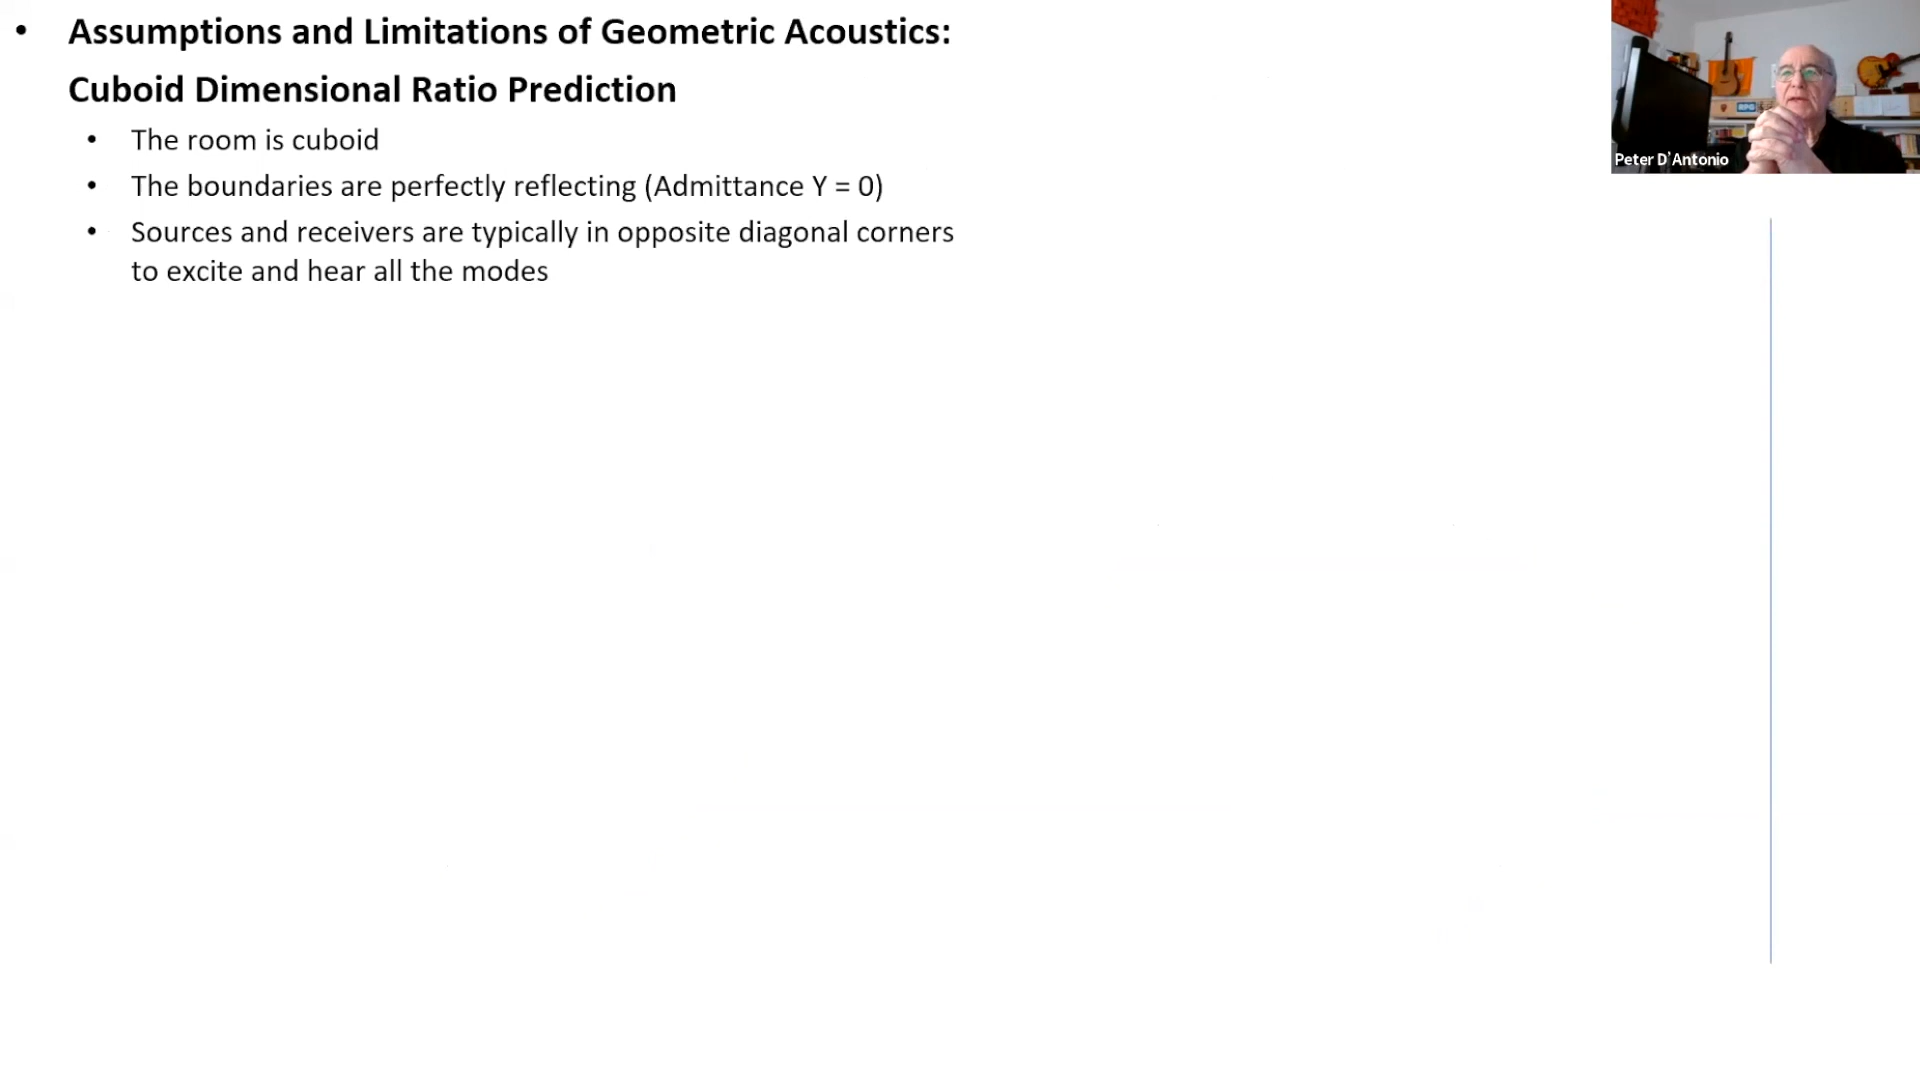 • Assumptions and Limitations of Geometric Acoustics:
Cuboid Dimensional Ratio Prediction
• The room is cuboid
• The boundaries are perfectly reflecting (Admittance Y = 0)
• Sources and receivers are typically in opposite diagonal corners
to excite and hear all the modes
RPG
Peter D'Antonio